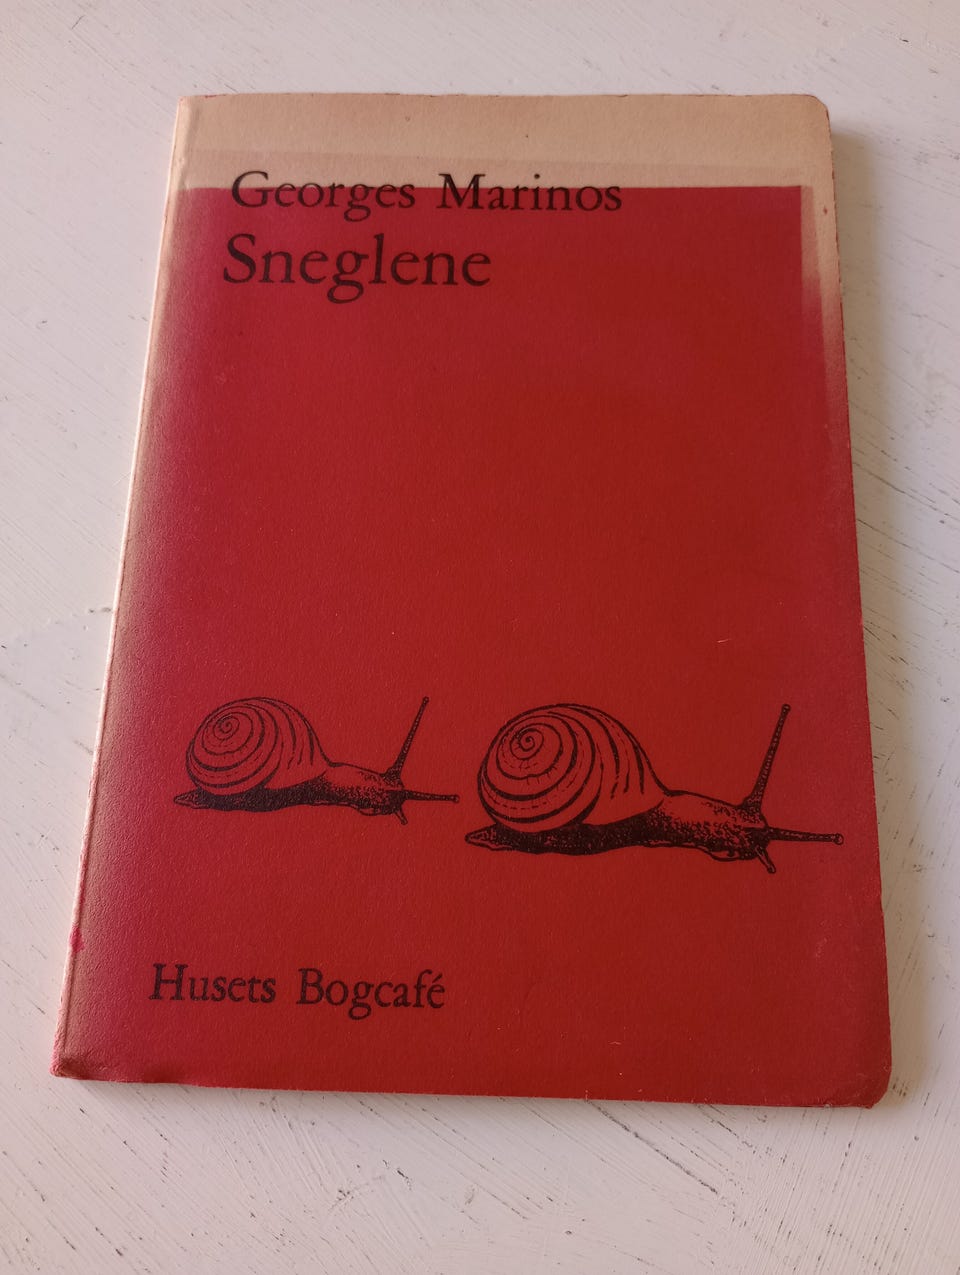 Georges Marinos
Sneglene
Husets Bogcafé